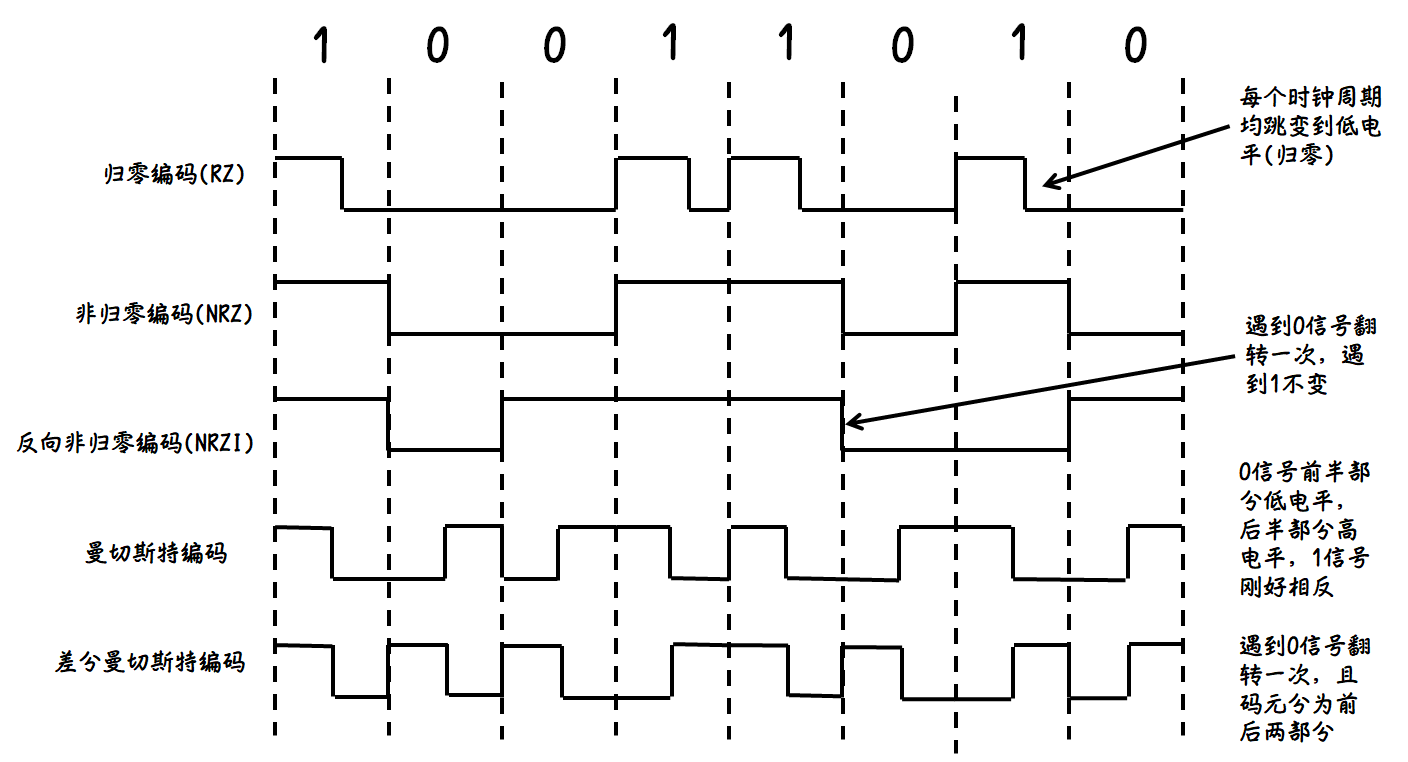 1 0 0 1 1 0 1 0
每个时钟周期
均跳变到低电
平(归零)
归零编码(RZ)
非归零编码(NRZ)
遇到0信号翻
转一次，遇
到1不变
反向非归零编码(NRZI)
0信号前半部
分低电平，
后半部分高
电平，1信号
刚好相反
曼切斯特编码
差分曼切斯特编码
遇到0信号翻
转一次，且
码元分为前
后两部分